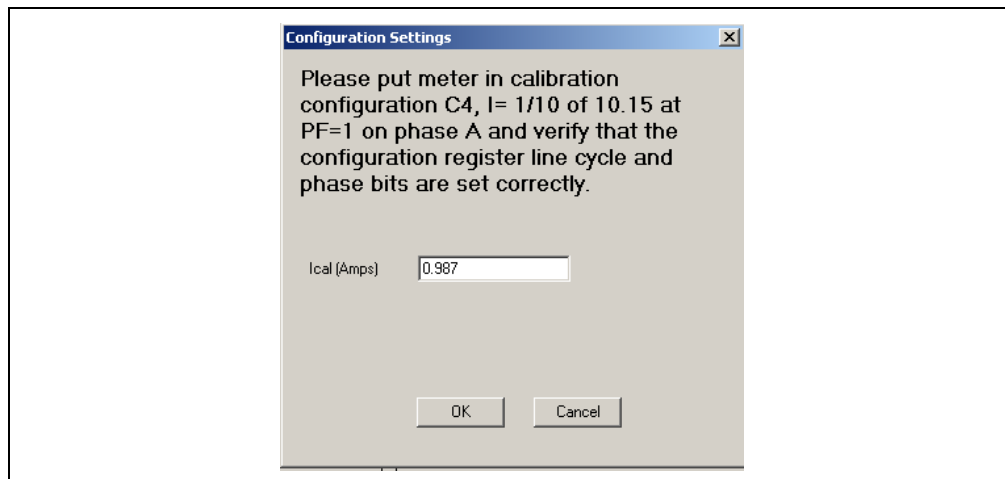 Configuration Settings
Please put meter in calibration
configuration C4, I= 1/10 of 10.15 at
PF=1 on phase A and verify that the
configuration register line cycle and
phase bits are set correctly.
Ical (Amps) 0.987
OK Cancel